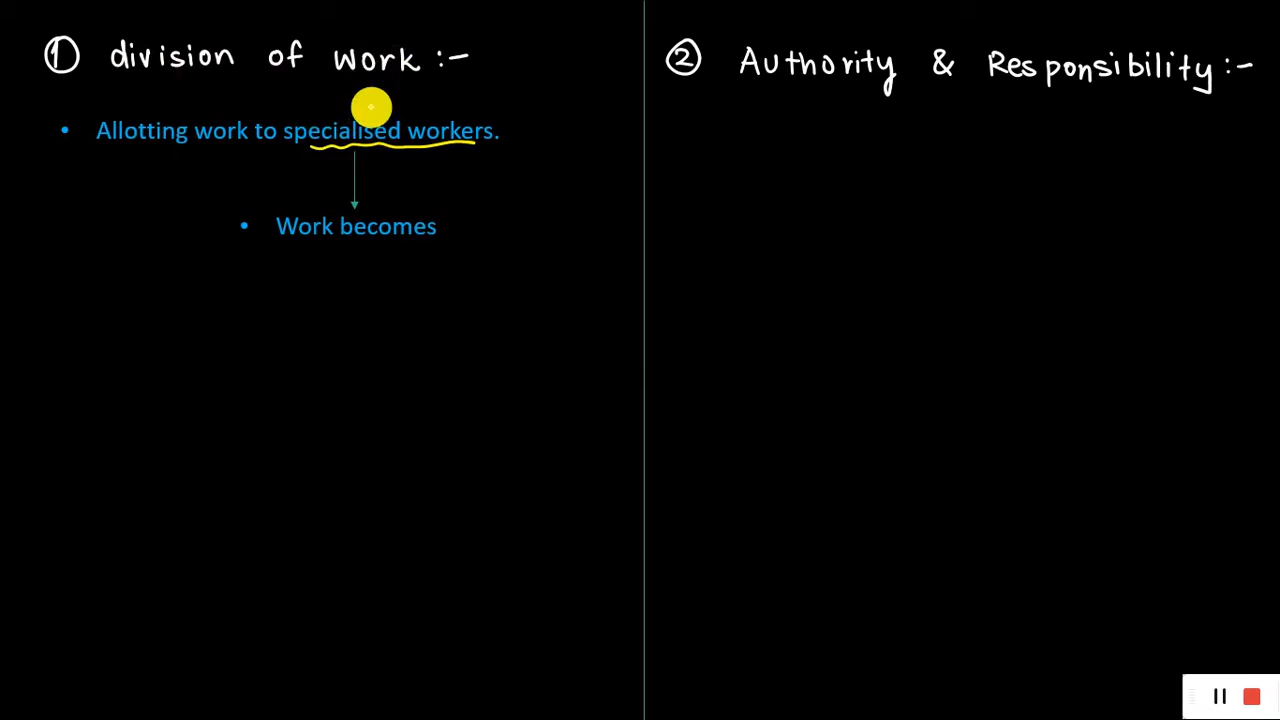 ① division of work :-
• Allotting work to specialised workers.
• Work becomes
② Authority & Responsibility :-